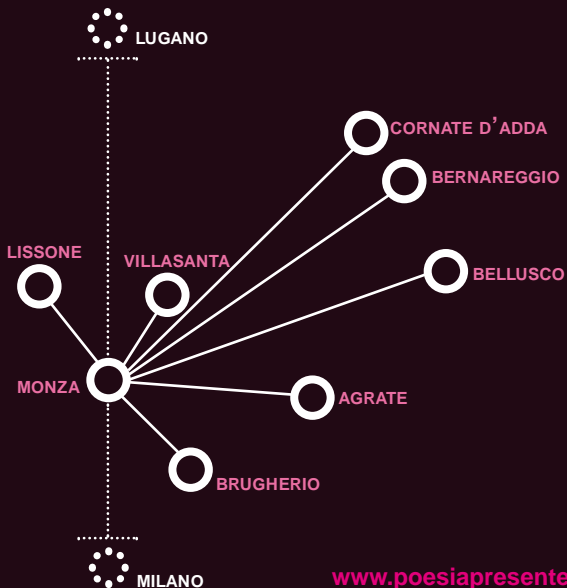 LUGANO
CORNATE D'ADDA
BERNAREGGIO
LISSONE
VILLASANTA
BELLUSCO
MONZA
AGRATE
BRUGHERIO
MILANO
www.poesiapresente